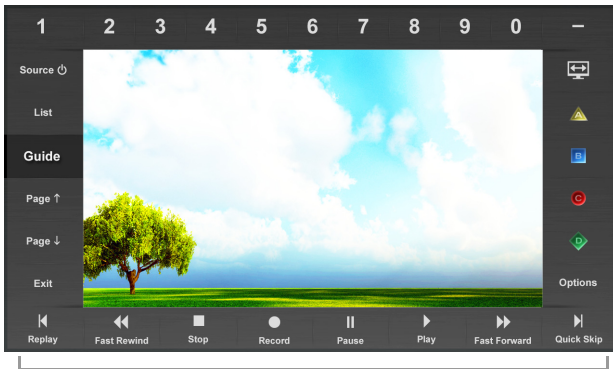 1 2 3 4 5 6 7 8 9 0 –
Source ⏻
List
A
Guide
B
Page ↑
C
Page ↓
D
Exit
Options
Replay Fast Rewind Stop Record Pause Play Fast Forward Quick Skip